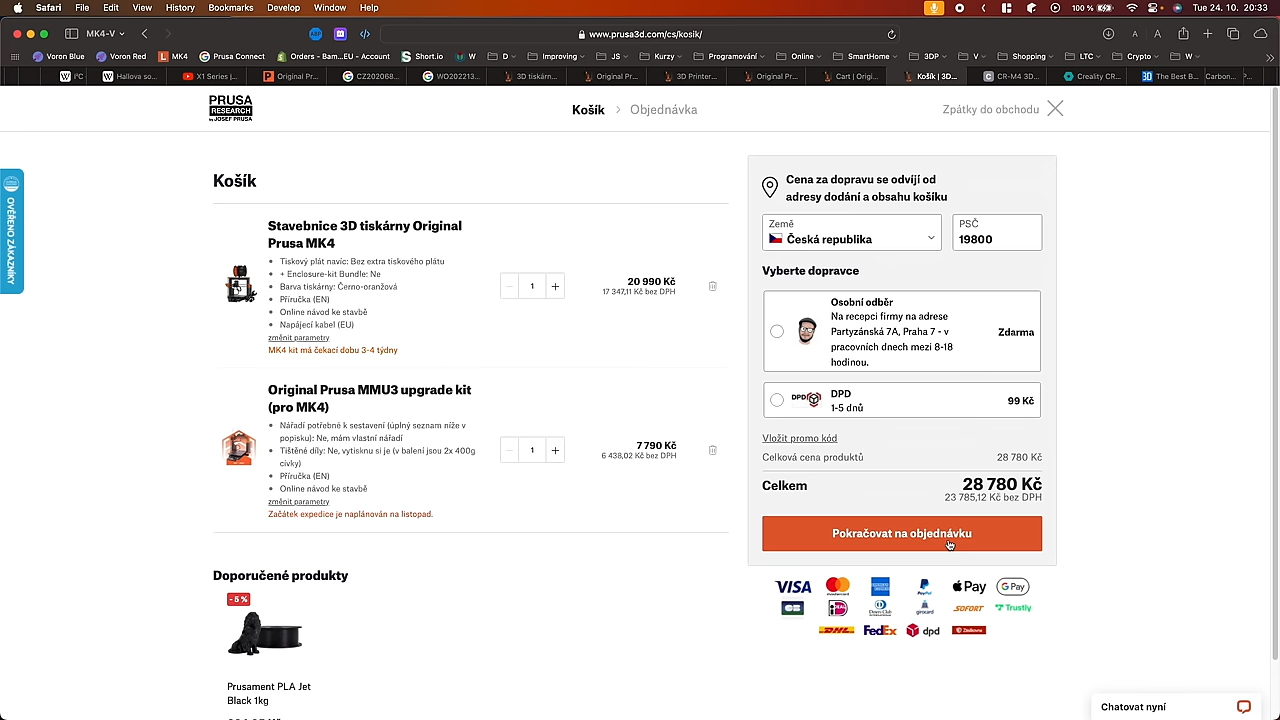 Safari File Edit View History Bookmarks Develop Window Help 100 % Tue 24. 10. 20:33
MK4-V www.prusa3d.com/cs/kosik/
Voron Blue Voron Red MK4 Prusa Connect Orders - Bam...EU - Account Short.io W D Improving JS Kurzy Programování Online SmartHome 3DP V Shopping LTC Crypto W
PC Hallova so... X1 Series |... Original Pr... CZ202068... WO202213... 3D tiskárn... Original Pr... 3D Printer... Original Pr... Cart | Origi... Košík | 3D... CR-M4 3D... Creality CR... The Best B... Carbon...
PRUSA
RESEARCH
by JOSEF PRUSA
Košík > Objednávka
Zpátky do obchodu
OVĚŘENO ZÁKAZNÍKY
Košík
Stavebnice 3D tiskárny Original
Prusa MK4
Tiskový plát navíc: Bez extra tiskového plátu
+ Enclosure-kit Bundle: Ne
Barva tiskárny: Černo-oranžová
Příručka (EN)
Online návod ke stavbě
Napájecí kabel (EU)
změnit parametry
MK4 kit má čekací dobu 3-4 týdny
− 1 +
20 990 Kč
17 347,11 Kč bez DPH
Original Prusa MMU3 upgrade kit
(pro MK4)
Nářadí potřebné k sestavení (úplný seznam níže v
popisku): Ne, mám vlastní nářadí
Tištěné díly: Ne, vytisknu si je (v balení jsou 2x 400g
cívky)
Příručka (EN)
Online návod ke stavbě
změnit parametry
Začátek expedice je naplánován na listopad.
− 1 +
7 790 Kč
6 438,02 Kč bez DPH
Doporučené produkty
- 5 %
Prusament PLA Jet
Black 1kg
Cena za dopravu se odvíjí od
adresy dodání a obsahu košíku
Země
Česká republika
PSČ
19800
Vyberte dopravce
Osobní odběr
Na recepci firmy na adrese
Partyzánská 7A, Praha 7 - v
pracovních dnech mezi 8-18
hodinou.
Zdarma
DPD
DPD
1-5 dnů
99 Kč
Vložit promo kód
Celková cena produktů 28 780 Kč
Celkem 28 780 Kč
23 785,12 Kč bez DPH
Pokračovat na objednávku
VISA mastercard PayPal Pay G Pay
CB iDEAL Diners Club giropay SOFORT Trustly
DHL FedEx dpd Zásilkovna
Chatovat nyní